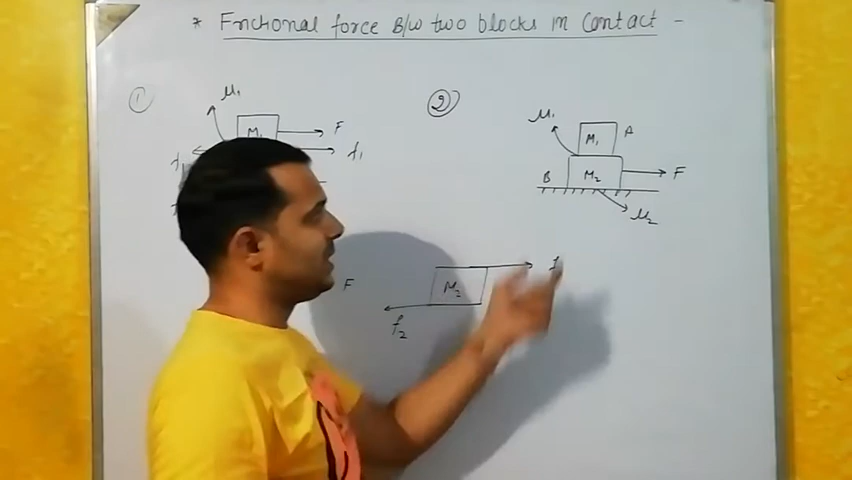 * Frictional force B/w two blocks in contact -
① ②
μ₁ μ₁
M₁ F M₁ A
f₁ B M₂ F
μ₂
F M₂
f₂